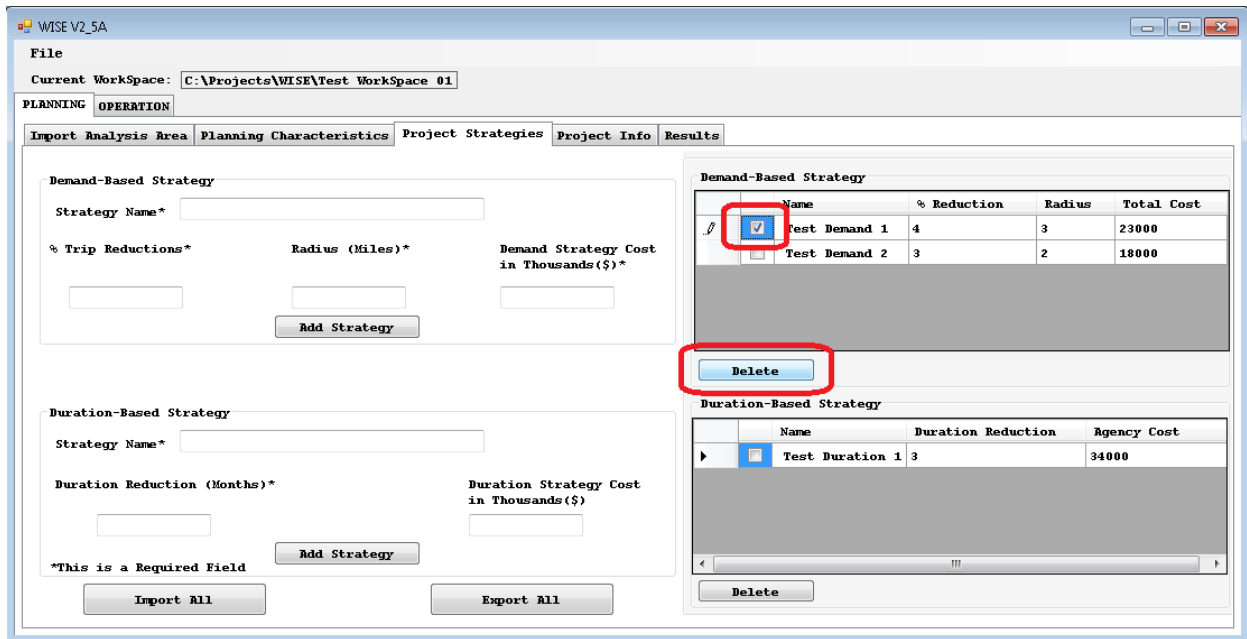 WISE V2_5A
File
Current WorkSpace: C:\Projects\WISE\Test WorkSpace 01
PLANNING OPERATION
Import Analysis Area Planning Characteristics Project Strategies Project Info Results
Demand-Based Strategy
Strategy Name*
% Trip Reductions* Radius (Miles)* Demand Strategy Cost
in Thousands($)*
Add Strategy
Duration-Based Strategy
Strategy Name*
Duration Reduction (Months)* Duration Strategy Cost
in Thousands($)
Add Strategy
*This is a Required Field
Import All Export All
Demand-Based Strategy
Name % Reduction Radius Total Cost
Test Demand 1 4 3 23000
Test Demand 2 3 2 18000
Delete
Duration-Based Strategy
Name Duration Reduction Agency Cost
Test Duration 1 3 34000
Delete